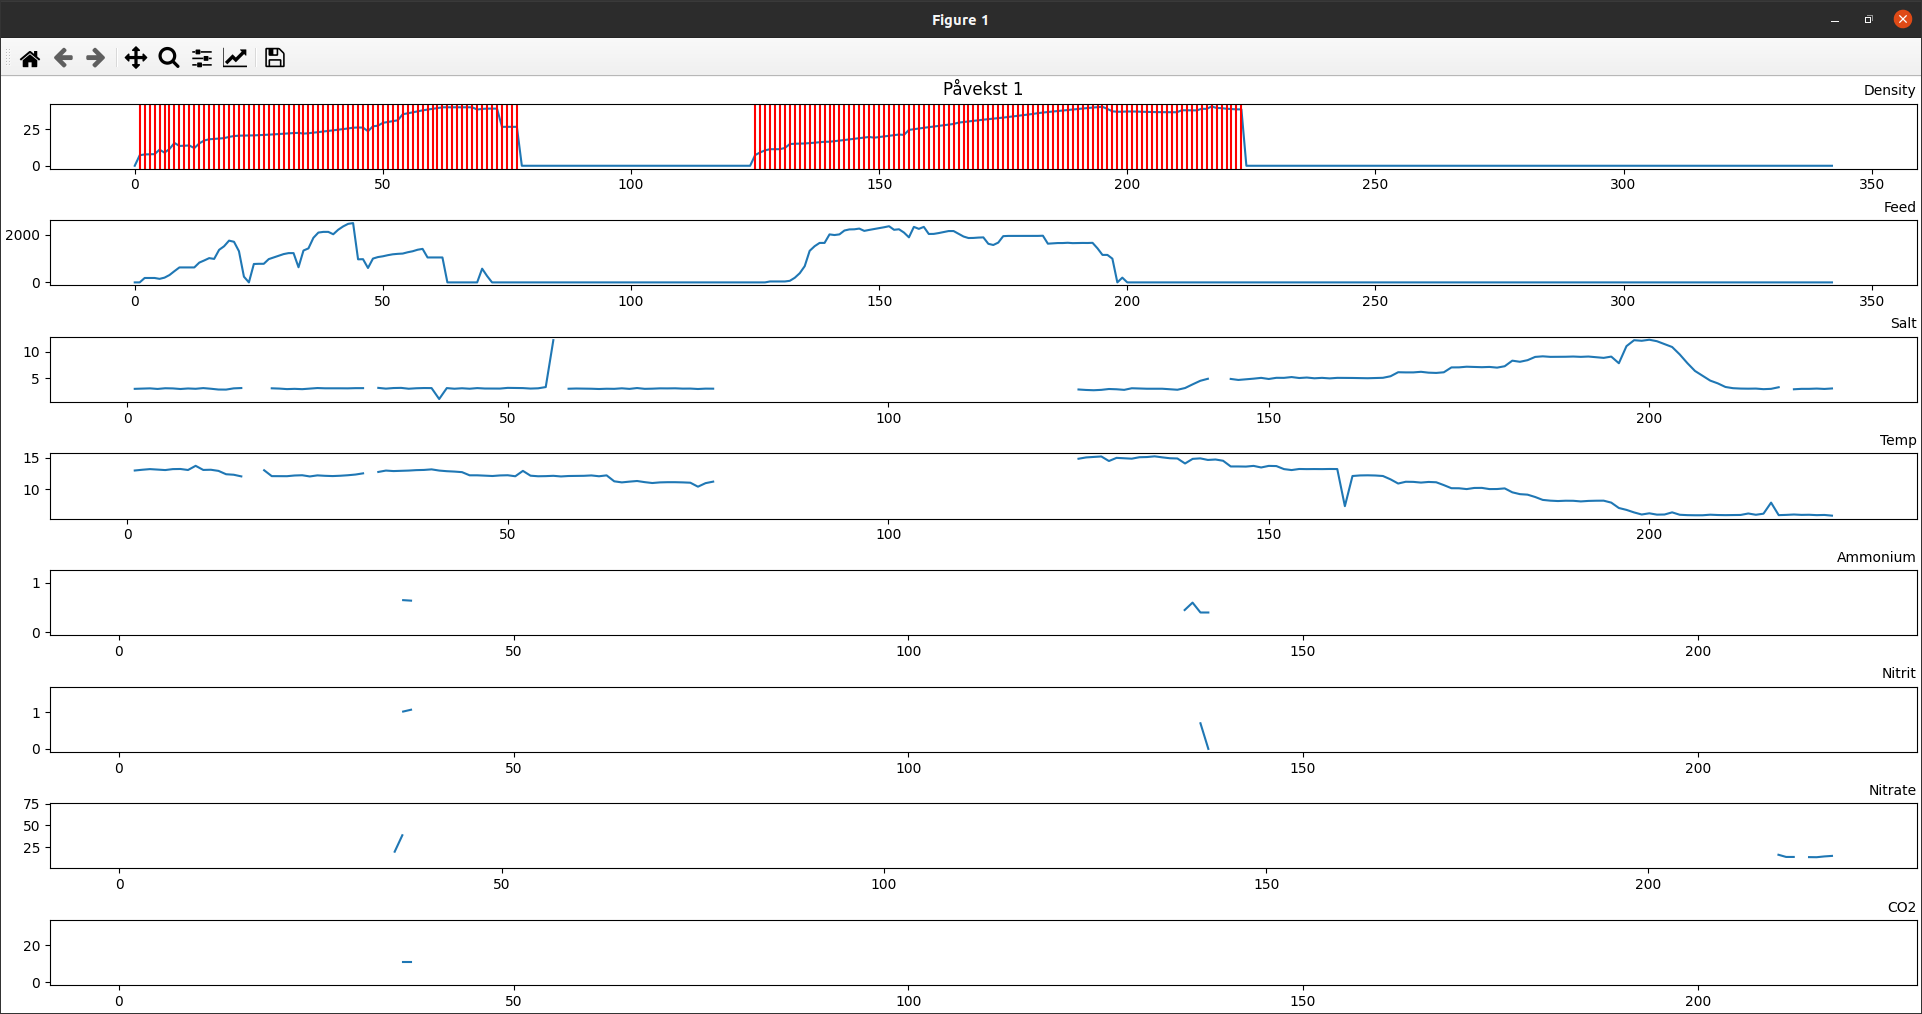 Figure 1
Påvekst 1
Density
25
0
0 50 100 150 200 250 300 350
Feed
2000
0
0 50 100 150 200 250 300 350
Salt
10
5
0 50 100 150 200
Temp
15
10
0 50 100 150 200
Ammonium
1
0
0 50 100 150 200
Nitrit
1
0
0 50 100 150 200
Nitrate
75
50
25
0 50 100 150 200
CO2
20
0
0 50 100 150 200